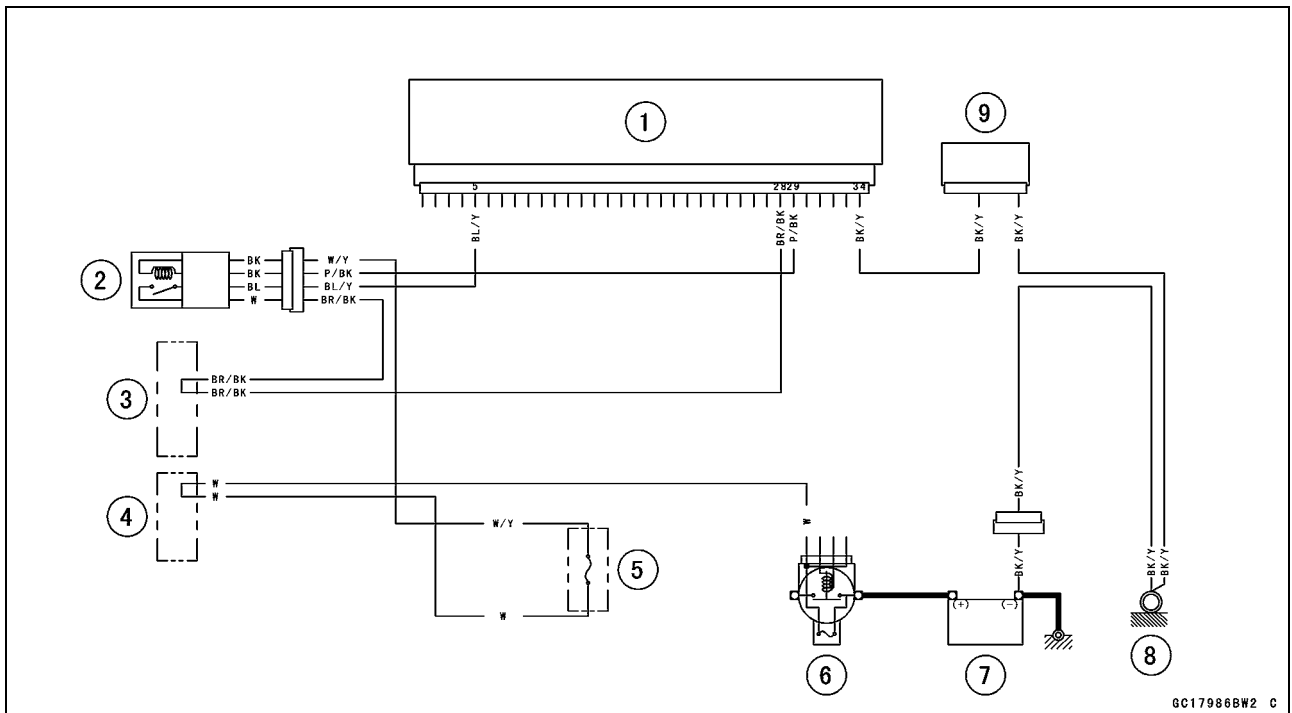 1
9
5
2829
34
BL/Y
BR/BK
P/BK
BK/Y
BK/Y
BK/Y
2
BK
W/Y
BK
P/BK
BL
BL/Y
W
BR/BK
3
BR/BK
BR/BK
4
W
W
W/Y
W
BK/Y
5
W
BK/Y
BK/Y
BK/Y
(+)
(-)
6
7
8
GC17986BW2 C